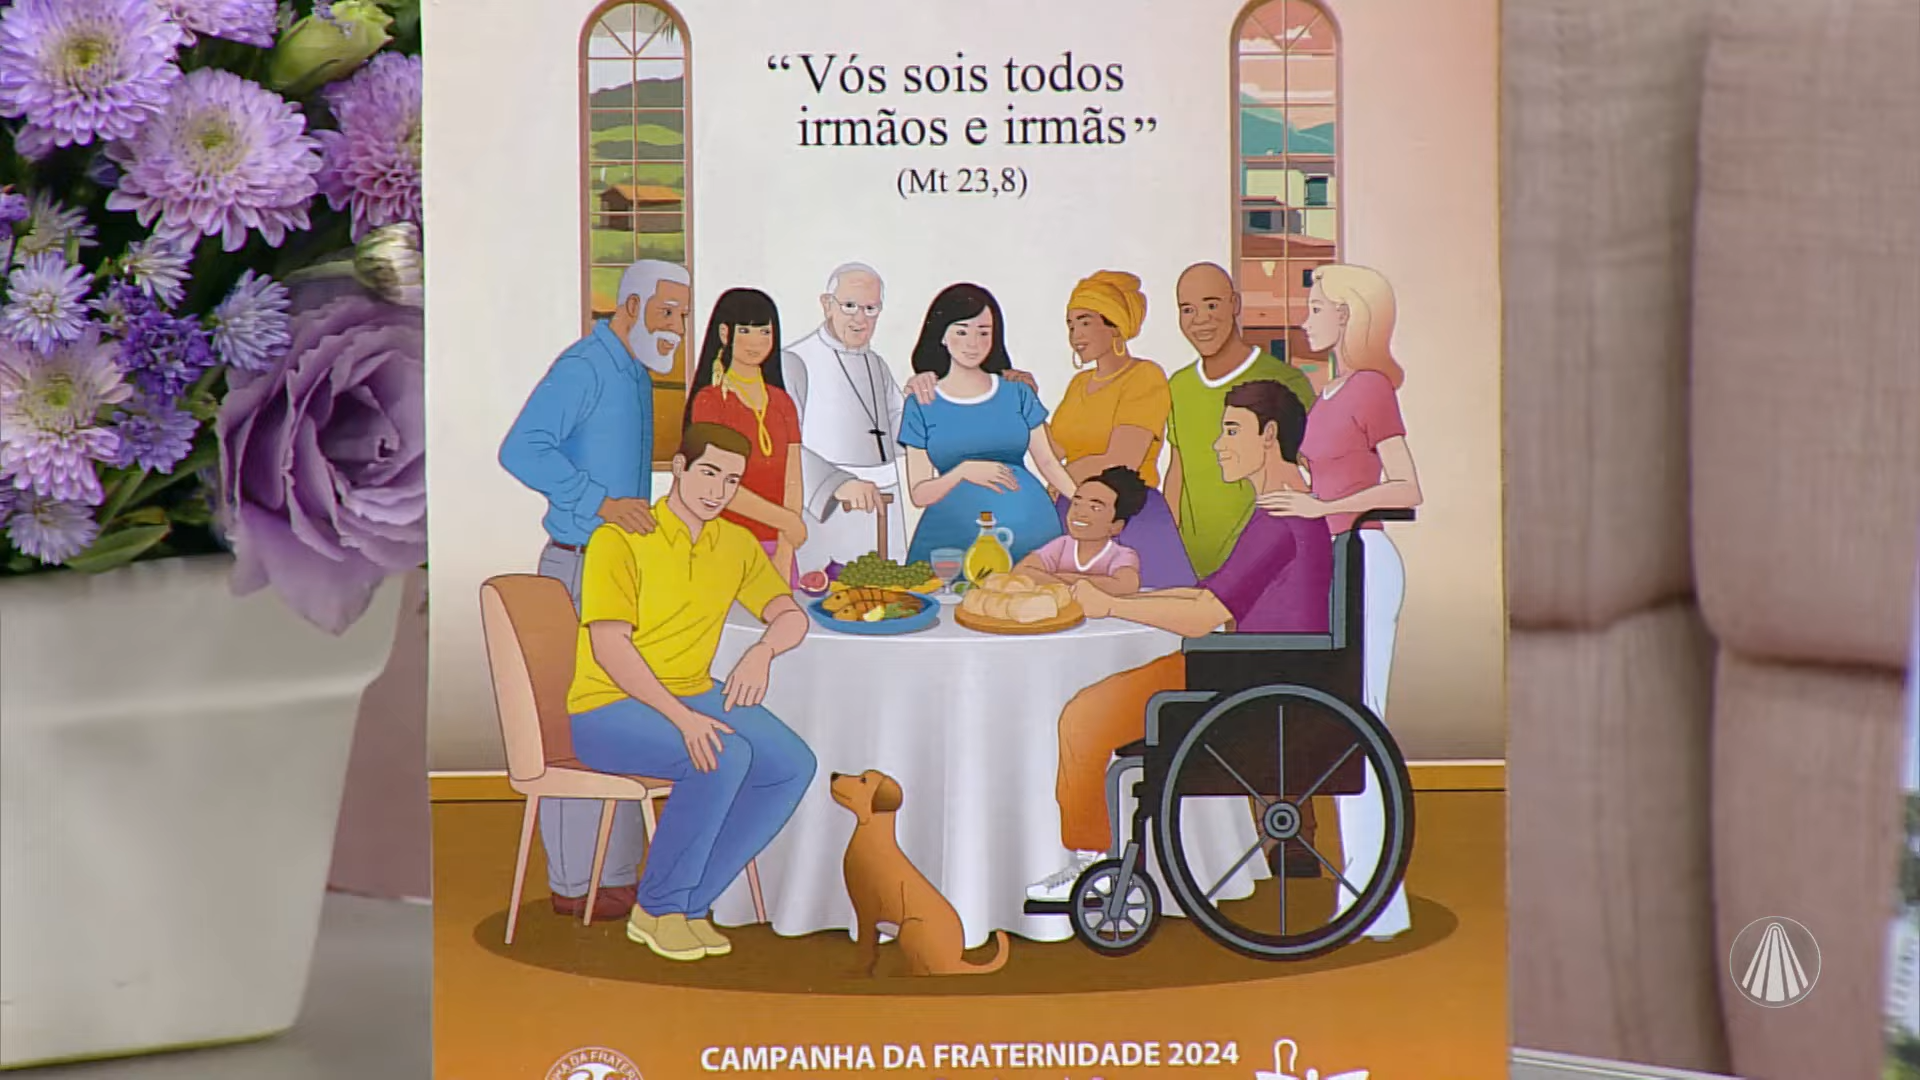 “Vós sois todos
irmãos e irmãs”
(Mt 23,8)
CAMPANHA DA FRATERNIDADE 2024